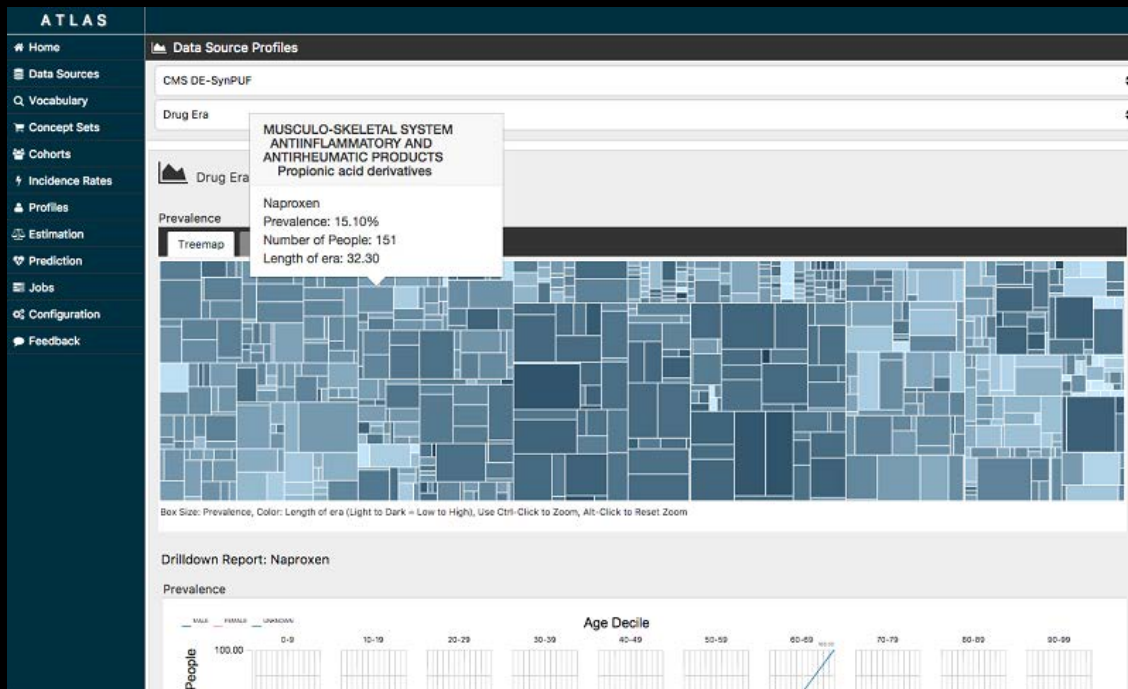 ATLAS
Home
Data Sources
Vocabulary
Concept Sets
Cohorts
Incidence Rates
Profiles
Estimation
Prediction
Jobs
Configuration
Feedback
Data Source Profiles
CMS DE-SynPUF
Drug Era
MUSCULO-SKELETAL SYSTEM
ANTIINFLAMMATORY AND
ANTIRHEUMATIC PRODUCTS
Propionic acid derivatives
Naproxen
Prevalence: 15.10%
Number of People: 151
Length of era: 32.30
Drug Era
Prevalence
Treemap
Box Size: Prevalence, Color: Length of era (Light to Dark = Low to High), Use Ctrl-Click to Zoom, Alt-Click to Reset Zoom
Drilldown Report: Naproxen
Prevalence
MALE FEMALE UNKNOWN
Age Decile
0-9 10-19 20-29 30-39 40-49 50-59 60-69 70-79 80-89 90-99
100.00
100.00
People